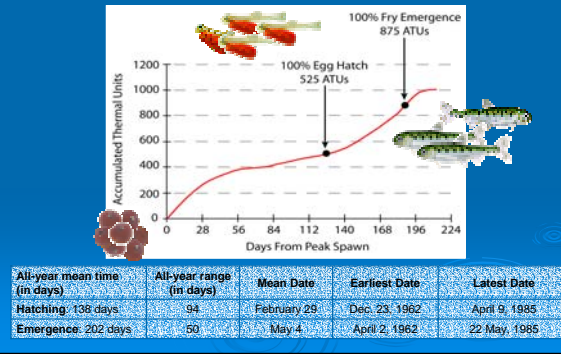 100% Fry Emergence
875 ATUs
100% Egg Hatch
525 ATUs
Accumulated Thermal Units
1200
1000
800
600
400
200
0
0 28 56 84 112 140 168 196 224
Days From Peak Spawn
All-year mean time (in days) All-year range (in days) Mean Date Earliest Date Latest Date
Hatching: 138 days 94 February 29 Dec. 23, 1962 April 9, 1985
Emergence: 202 days 50 May 4 April 2, 1962 22 May, 1985